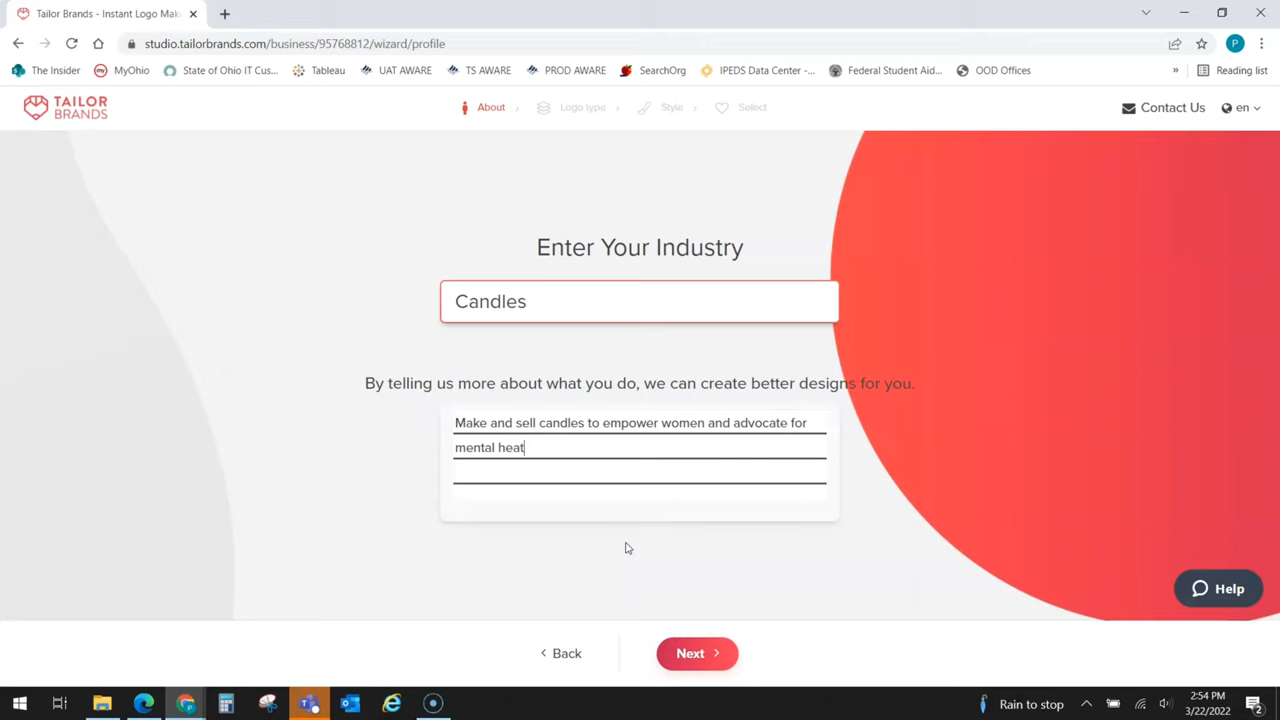 Tailor Brands - Instant Logo Mak
studio.tailorbrands.com/business/95768812/wizard/profile
P
The Insider
my MyOhio
State of Ohio IT Cus...
Tableau
UAT AWARE
TS AWARE
PROD AWARE
SearchOrg
IPEDS Data Center -...
Federal Student Aid...
OOD Offices
»
Reading list
TAILOR
BRANDS
About
Logo type
Style
Select
Contact Us
en
Enter Your Industry
Candles
By telling us more about what you do, we can create better designs for you.
Make and sell candles to empower women and advocate for
mental heat
Help
Back
Next
Rain to stop
2:54 PM
3/22/2022
2